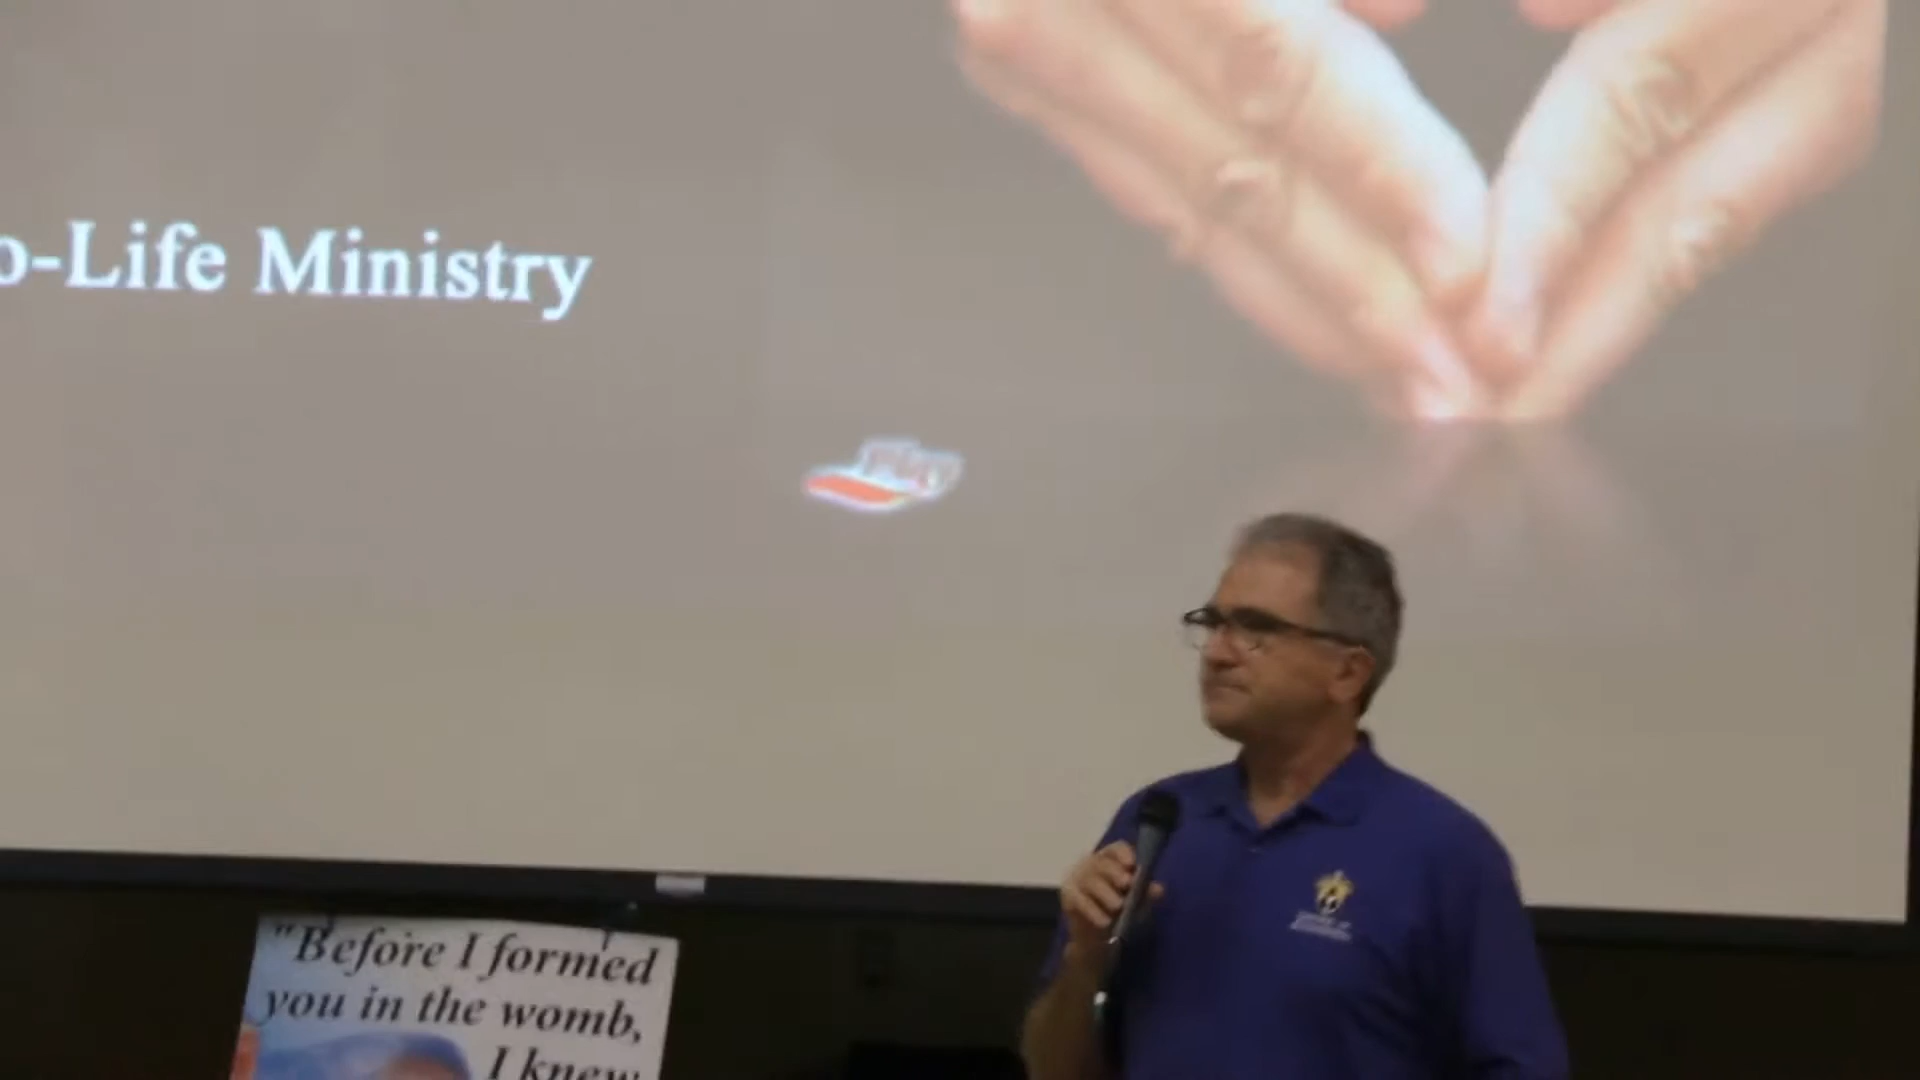 o-Life Ministry
"Before I formed
you in the womb,
I knew